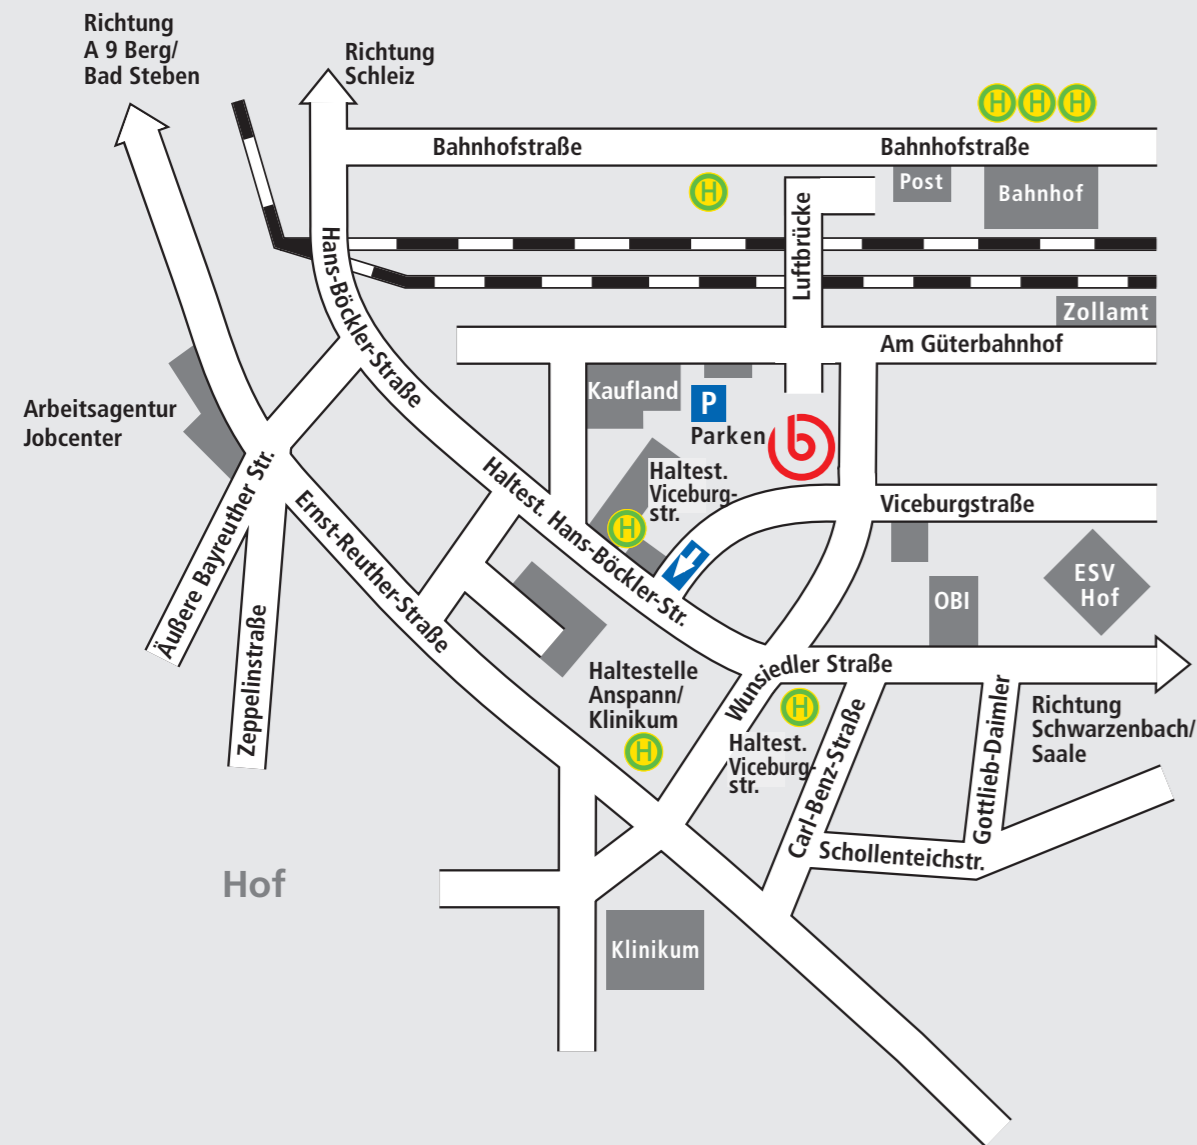 Richtung
A 9 Berg/
Bad Steben
Richtung
Schleiz
H H H
Bahnhofstraße
Bahnhofstraße
Post
Bahnhof
H
Luftbrücke
Hans-Böckler-Straße
Zollamt
Am Güterbahnhof
Kaufland
P
Parken
b
Arbeitsagentur
Jobcenter
Haltest.
Viceburg-
str.
H
Haltest. Hans-Böckler-Str.
Viceburgstraße
Äußere Bayreuther Str.
Ernst-Reuther-Straße
Zeppelinstraße
OBI
ESV
Hof
Haltestelle
Anspann/
Klinikum
H
Wunsiedler Straße
H
Haltest.
Viceburg-
str.
Carl-Benz-Straße
Gottlieb-Daimler
Richtung
Schwarzenbach/
Saale
Schollenteichstr.
Hof
Klinikum